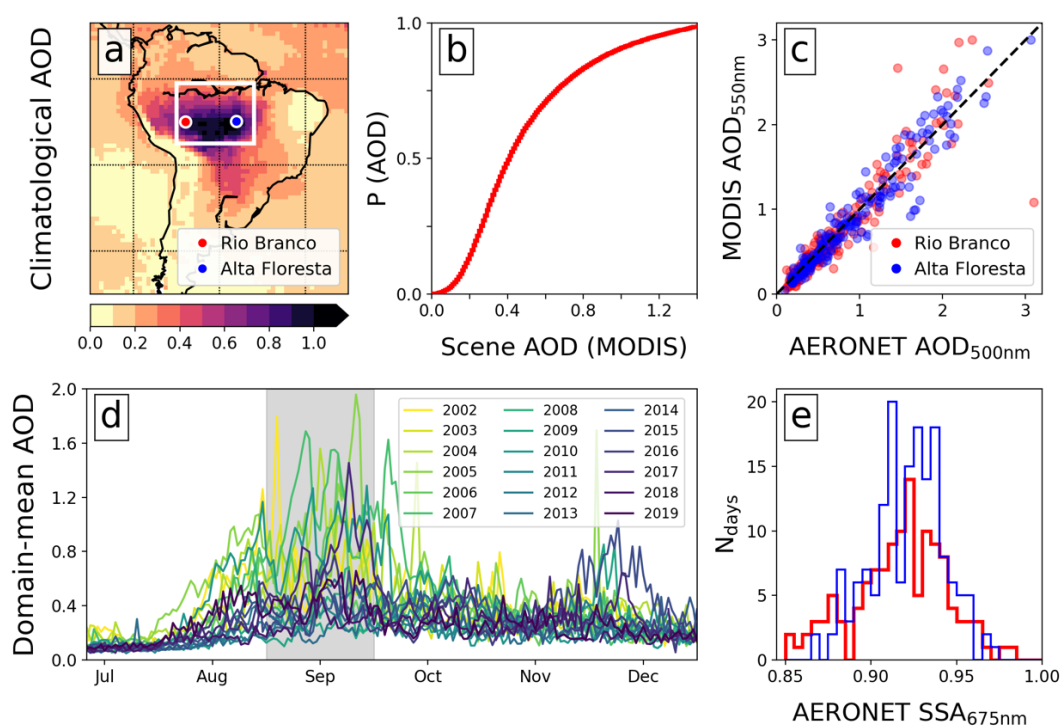 a
Climatological AOD
Rio Branco
Alta Floresta
0.0 0.2 0.4 0.6 0.8 1.0
b
P (AOD)
1.0
0.5
0.0
0.0 0.4 0.8 1.2
Scene AOD (MODIS)
c
MODIS AOD550nm
3
2
1
0
Rio Branco
Alta Floresta
0 1 2 3
AERONET AOD500nm
d
Domain-mean AOD
2.0
1.6
1.2
0.8
0.4
0.0
2002 2008 2014
2003 2009 2015
2004 2010 2016
2005 2011 2017
2006 2012 2018
2007 2013 2019
Jul Aug Sep Oct Nov Dec
e
Ndays
20
15
10
5
0
0.85 0.90 0.95 1.00
AERONET SSA675nm